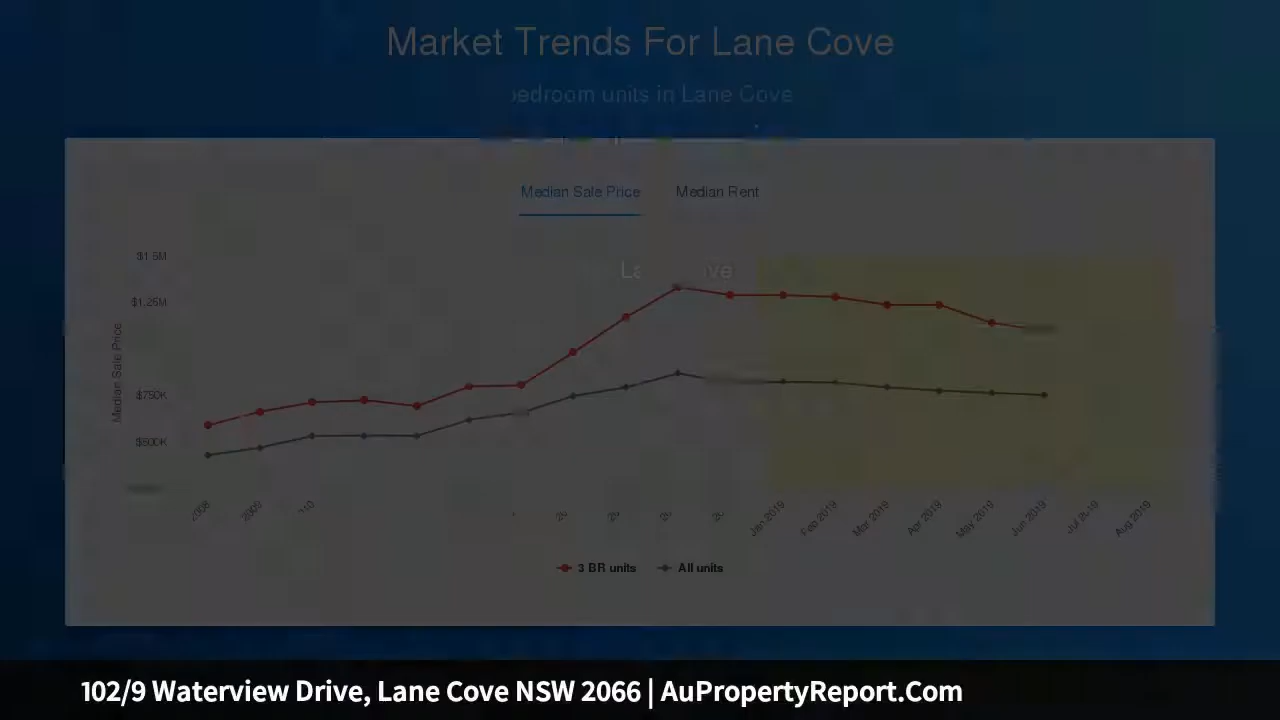 Market Trends For Lane Cove
bedroom units in Lane Cove
Median Sale Price Median Rent
$1.5M
$1.25M
Median Sale Price
$750K
$500K
2008 2009 Jan 2019 Feb 2019 Mar 2019 Apr 2019 May 2019 Jun 2019 Jul 2019 Aug 2019
3 BR units All units
102/9 Waterview Drive, Lane Cove NSW 2066 | AuPropertyReport.Com